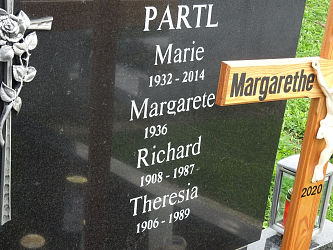 PARTL
Marie
1932 - 2014
Margarete
1936
Richard
1908 - 1987
Theresia
1906 - 1989
Margarethe
2020